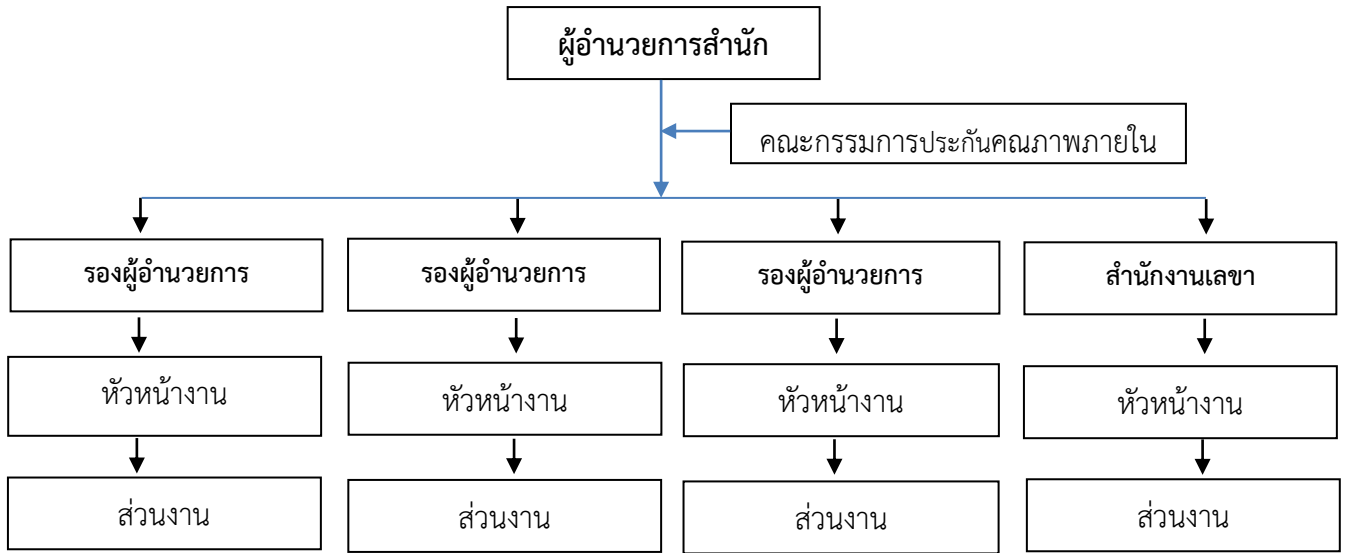 ผู้อำนวยการสำนัก
คณะกรรมการประกันคุณภาพภายใน
รองผู้อำนวยการ
รองผู้อำนวยการ
รองผู้อำนวยการ
สำนักงานเลขา
หัวหน้างาน
หัวหน้างาน
หัวหน้างาน
หัวหน้างาน
ส่วนงาน
ส่วนงาน
ส่วนงาน
ส่วนงาน